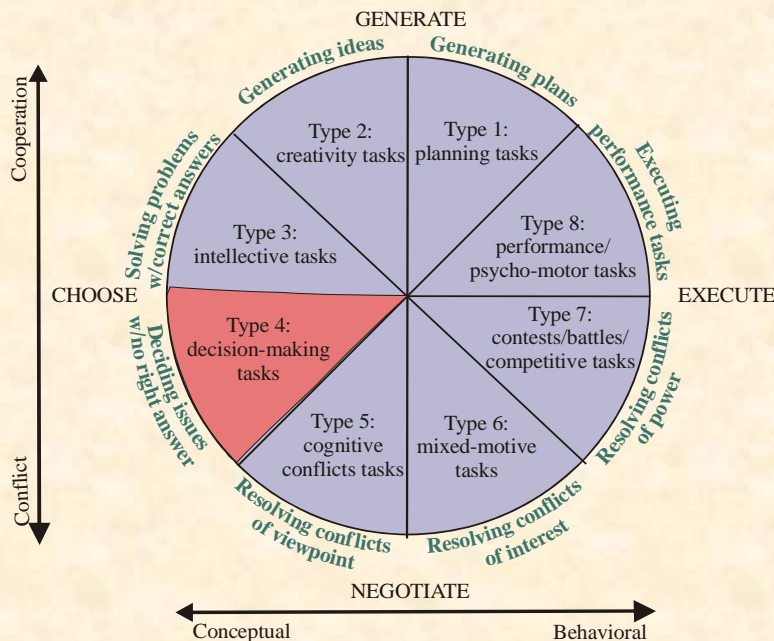 GENERATE
Generating ideas
Generating plans
Cooperation
Solving problems
w/correct answers
Executing
performance tasks
Type 2:
creativity tasks
Type 1:
planning tasks
Type 3:
intellective tasks
Type 8:
performance/
psycho-motor tasks
CHOOSE
EXECUTE
Type 4:
decision-making
tasks
Type 7:
contests/battles/
competitive tasks
Deciding issues
w/no right answer
Type 5:
cognitive
conflicts tasks
Type 6:
mixed-motive
tasks
Resolving conflicts
of power
Conflict
Resolving conflicts
of viewpoint
Resolving conflicts
of interest
NEGOTIATE
Conceptual
Behavioral